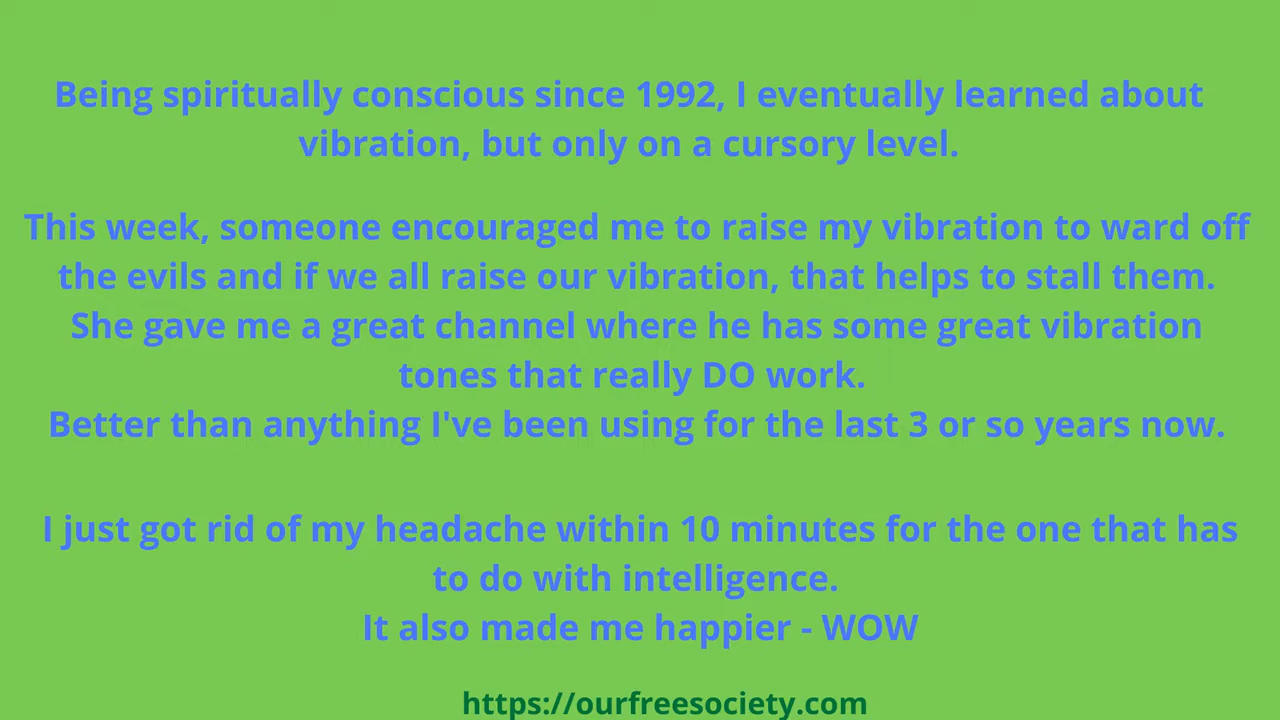 Being spiritually conscious since 1992, I eventually learned about
vibration, but only on a cursory level.
This week, someone encouraged me to raise my vibration to ward off
the evils and if we all raise our vibration, that helps to stall them.
She gave me a great channel where he has some great vibration
tones that really DO work.
Better than anything I've been using for the last 3 or so years now.
I just got rid of my headache within 10 minutes for the one that has
to do with intelligence.
It also made me happier - WOW
https://ourfreesociety.com